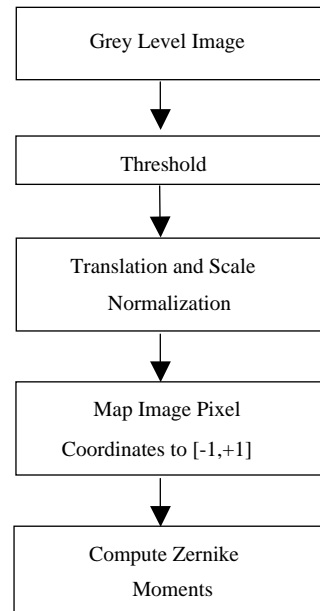 Grey Level Image
Threshold
Translation and Scale
Normalization
Map Image Pixel
Coordinates to [-1,+1]
Compute Zernike
Moments